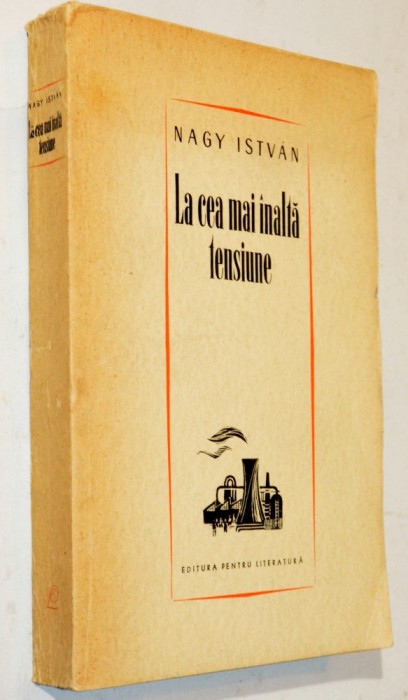 NAGY ISTVÁN
La cea mai înaltă
tensiune
NAGY ISTVÁN
La cea mai înaltă
tensiune
EDITURA PENTRU LITERATURĂ